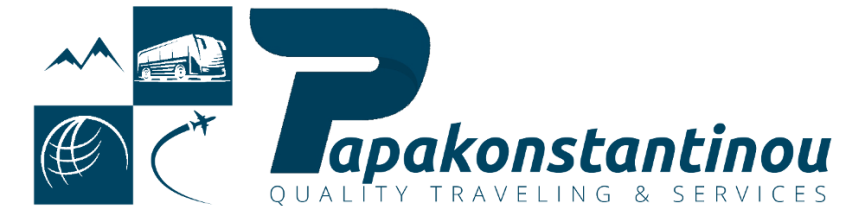 Papakonstantinou
QUALITY TRAVELING & SERVICES